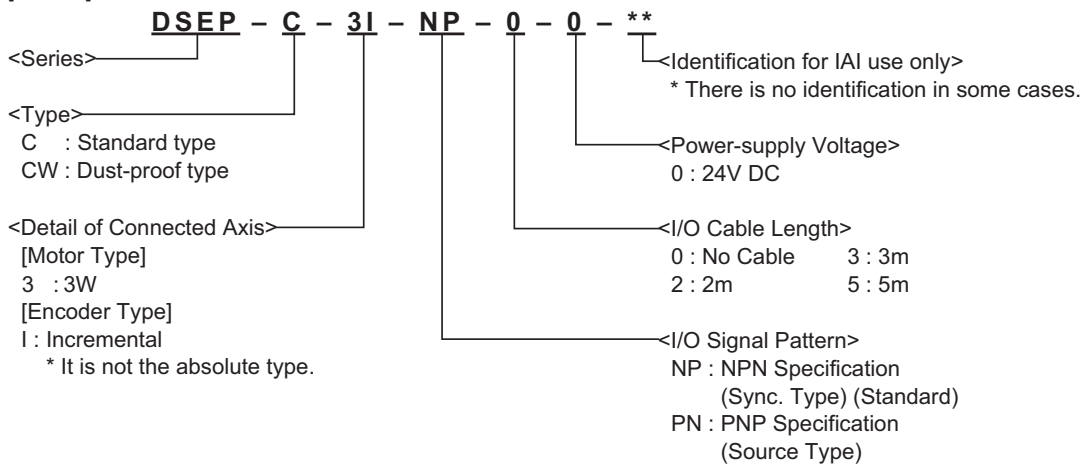 DSEP – C – 3I – NP – 0 – 0 – **
<Series>
<Type>
C : Standard type
CW : Dust-proof type
<Detail of Connected Axis>
[Motor Type]
3 : 3W
[Encoder Type]
I : Incremental
* It is not the absolute type.
<Identification for IAI use only>
* There is no identification in some cases.
<Power-supply Voltage>
0 : 24V DC
<I/O Cable Length>
0 : No Cable 3 : 3m
2 : 2m 5 : 5m
<I/O Signal Pattern>
NP : NPN Specification
(Sync. Type) (Standard)
PN : PNP Specification
(Source Type)